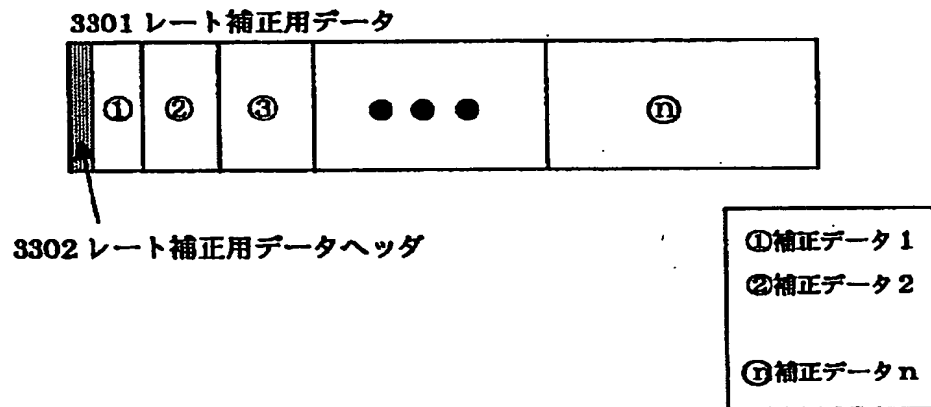 3301 レート補正用データ
① ② ③ ● ● ● ⓝ
3302 レート補正用データヘッダ
①補正データ1
②補正データ2
ⓝ補正データn